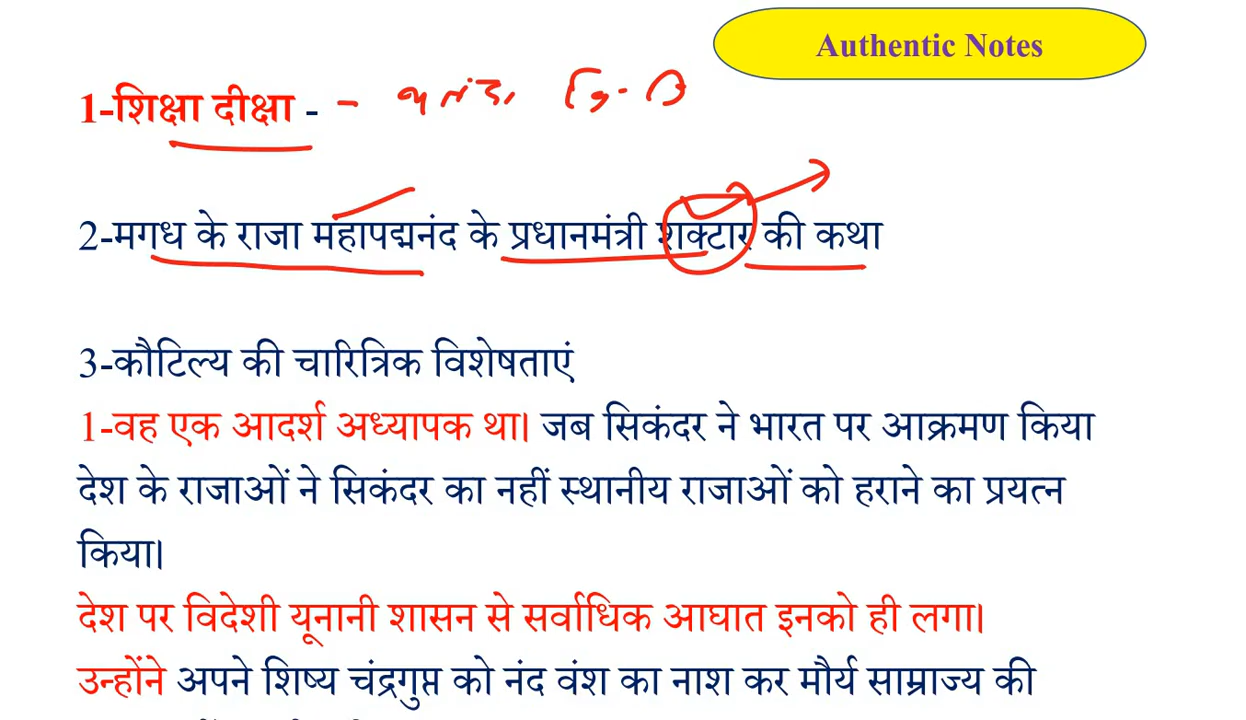 Authentic Notes
1-शिक्षा दीक्षा -
2-मगध के राजा महापद्मनंद के प्रधानमंत्री शक्टार की कथा
3-कौटिल्य की चारित्रिक विशेषताएं
1-वह एक आदर्श अध्यापक था। जब सिकंदर ने भारत पर आक्रमण किया
देश के राजाओं ने सिकंदर का नहीं स्थानीय राजाओं को हराने का प्रयत्न
किया।
देश पर विदेशी यूनानी शासन से सर्वाधिक आघात इनको ही लगा।
उन्होंने अपने शिष्य चंद्रगुप्त को नंद वंश का नाश कर मौर्य साम्राज्य की